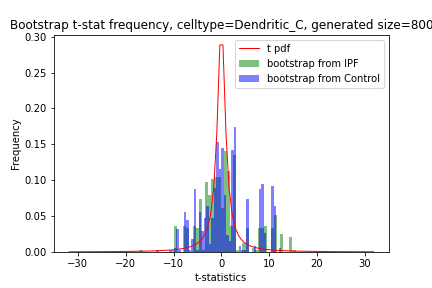 Bootstrap t-stat frequency, celltype=Dendritic_C, generated size=800
t pdf
bootstrap from IPF
bootstrap from Control
0.30
0.25
0.20
0.15
0.10
0.05
0.00
Frequency
−30 −20 −10 0 10 20 30
t-statistics